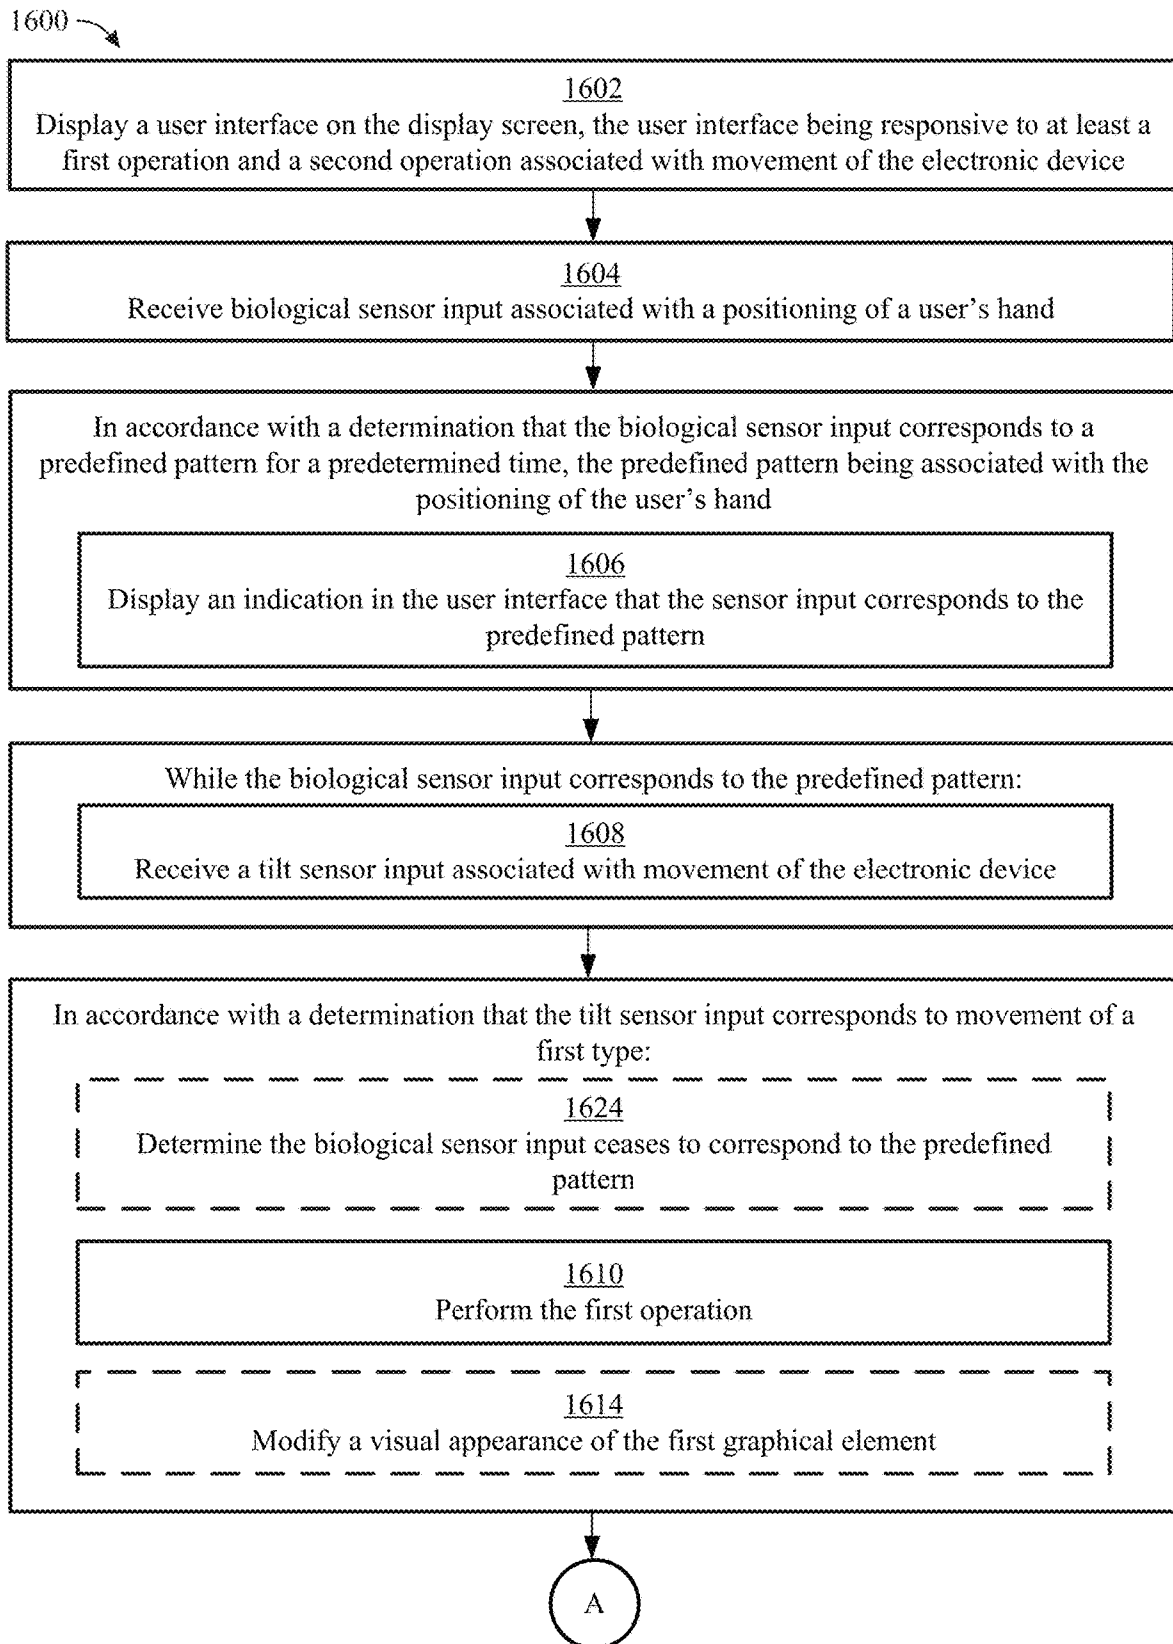 1600
1602
Display a user interface on the display screen, the user interface being responsive to at least a
first operation and a second operation associated with movement of the electronic device
1604
Receive biological sensor input associated with a positioning of a user's hand
In accordance with a determination that the biological sensor input corresponds to a
predefined pattern for a predetermined time, the predefined pattern being associated with the
positioning of the user's hand
1606
Display an indication in the user interface that the sensor input corresponds to the
predefined pattern
While the biological sensor input corresponds to the predefined pattern:
1608
Receive a tilt sensor input associated with movement of the electronic device
In accordance with a determination that the tilt sensor input corresponds to movement of a
first type:
1624
Determine the biological sensor input ceases to correspond to the predefined
pattern
1610
Perform the first operation
1614
Modify a visual appearance of the first graphical element
A